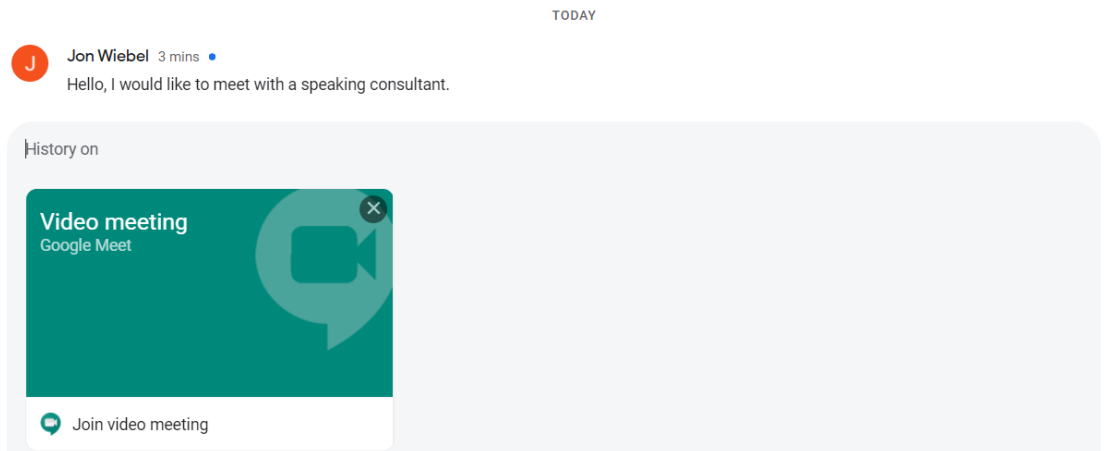 TODAY
J
Jon Wiebel 3 mins
Hello, I would like to meet with a speaking consultant.
History on
Video meeting
Google Meet
Join video meeting